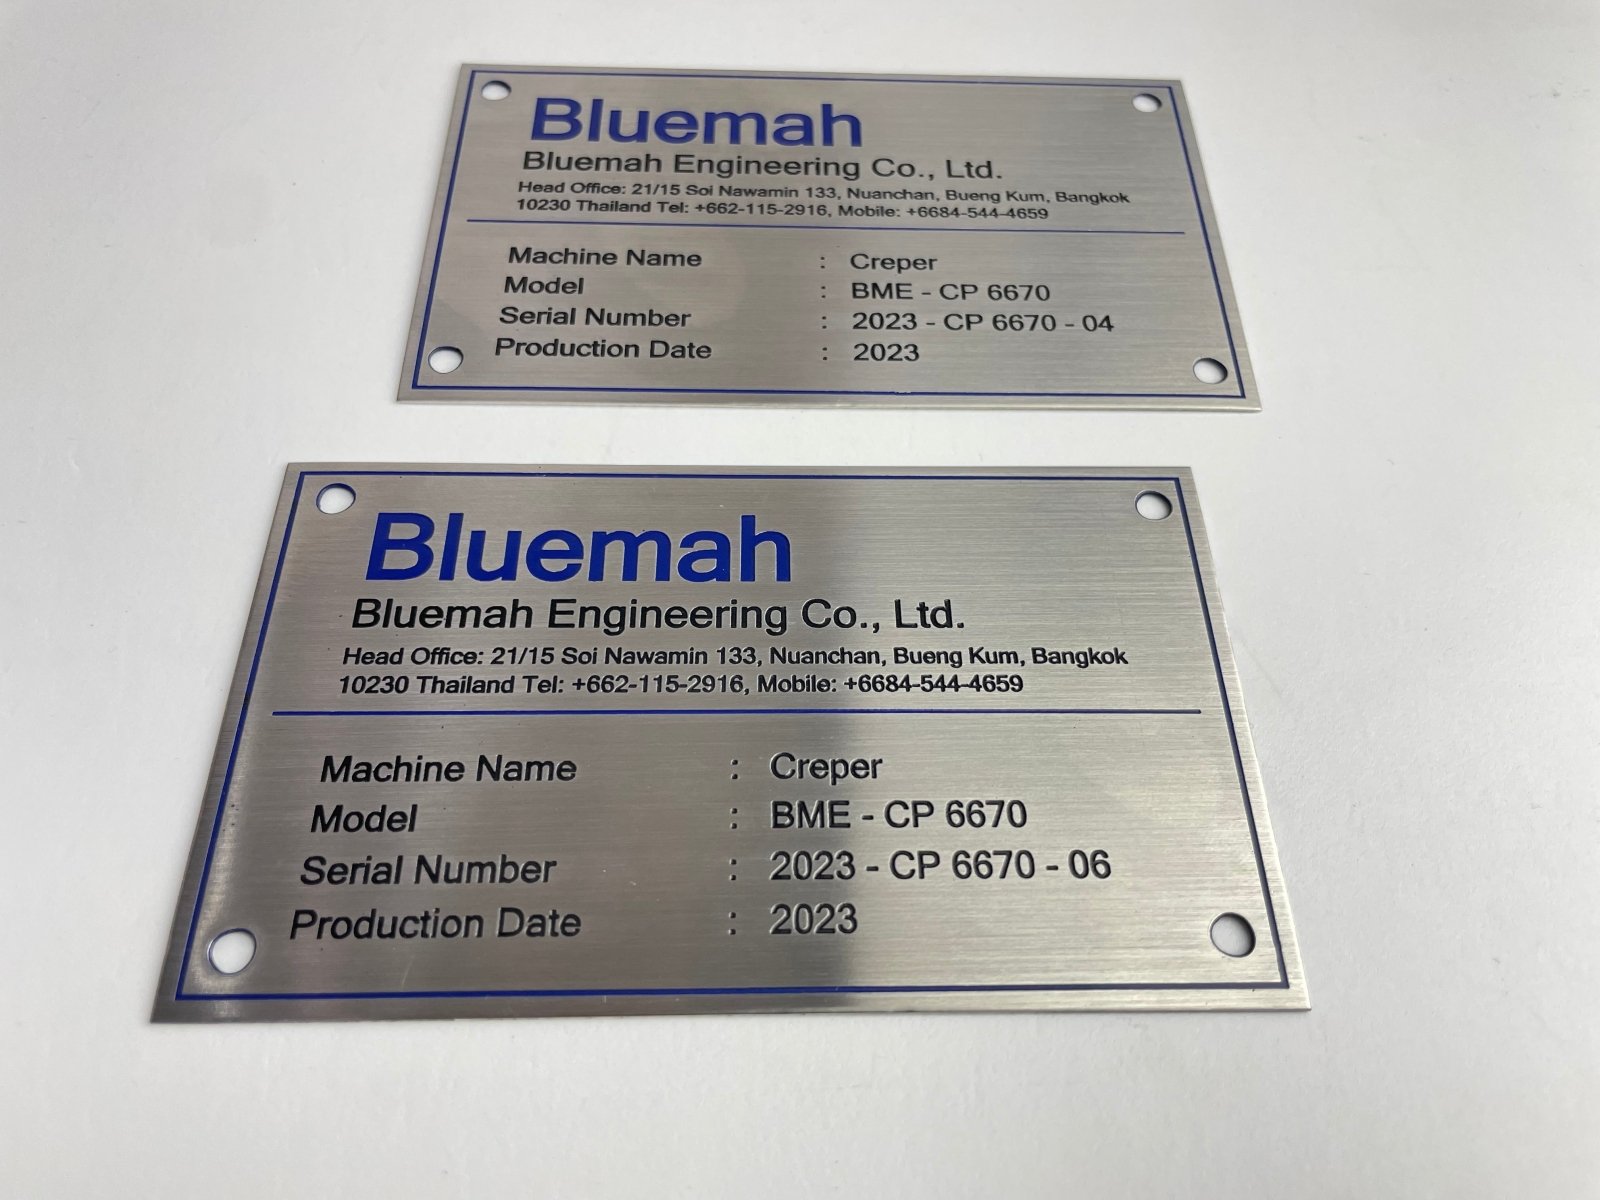 Bluemah
Bluemah Engineering Co., Ltd.
Head Office: 21/15 Soi Nawamin 133, Nuanchan, Bueng Kum, Bangkok
10230 Thailand Tel: +662-115-2916, Mobile: +6684-544-4659
Machine Name : Creper
Model : BME - CP 6670
Serial Number : 2023 - CP 6670 - 04
Production Date : 2023
Bluemah
Bluemah Engineering Co., Ltd.
Head Office: 21/15 Soi Nawamin 133, Nuanchan, Bueng Kum, Bangkok
10230 Thailand Tel: +662-115-2916, Mobile: +6684-544-4659
Machine Name : Creper
Model : BME - CP 6670
Serial Number : 2023 - CP 6670 - 06
Production Date : 2023